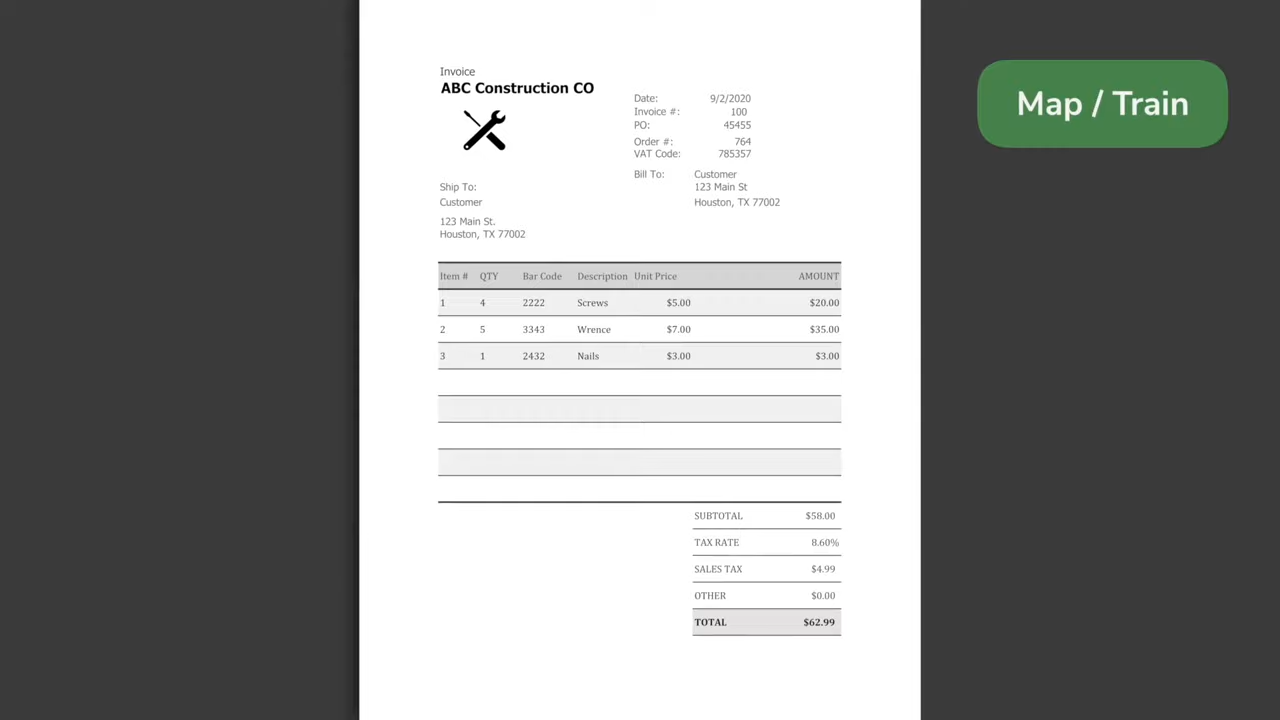 Invoice
ABC Construction CO
Date: 9/2/2020
Invoice #: 100
PO: 45455
Order #: 764
VAT Code: 785357
Bill To: Customer
123 Main St
Houston, TX 77002
Ship To:
Customer
123 Main St.
Houston, TX 77002
Item # QTY Bar Code Description Unit Price AMOUNT
1 4 2222 Screws $5.00 $20.00
2 5 3343 Wrence $7.00 $35.00
3 1 2432 Nails $3.00 $3.00
SUBTOTAL $58.00
TAX RATE 8.60%
SALES TAX $4.99
OTHER $0.00
TOTAL $62.99
Map / Train